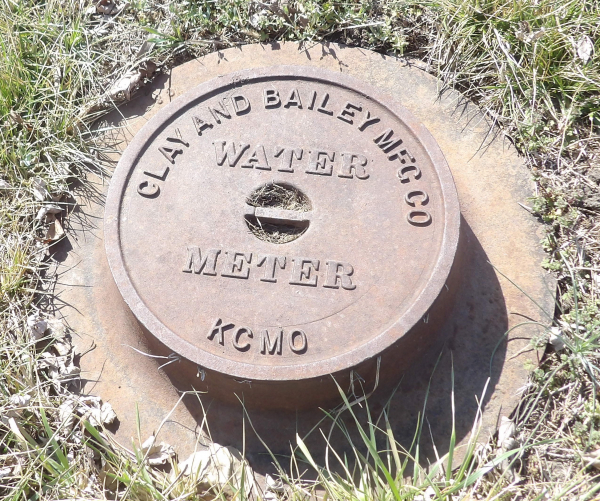 CLAY AND BAILEY MFG CO
WATER
METER
KCMO